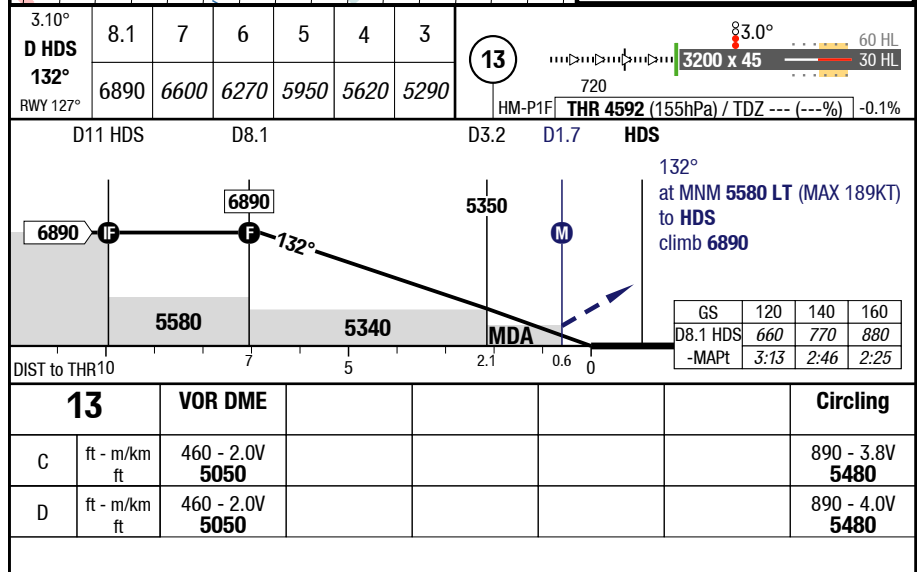 3.10°
D HDS
132°
RWY 127°
8.1 7 6 5 4 3
6890 6600 6270 5950 5620 5290
13
3.0°
60 HL
30 HL
3200 x 45
720
HM-P1F
THR 4592 (155hPa) / TDZ --- (---%)
-0.1%
D11 HDS D8.1 D3.2 D1.7 HDS
132°
at MNM 5580 LT (MAX 189KT)
to HDS
climb 6890
6890
5350
6890 IF F M
132°
5580 5340 MDA
GS 120 140 160
D8.1 HDS 660 770 880
-MAPt 3:13 2:46 2:25
DIST to THR 10 7 5 2.1 0.6 0
13 VOR DME Circling
C ft - m/km 460 - 2.0V 890 - 3.8V
ft 5050 5480
D ft - m/km 460 - 2.0V 890 - 4.0V
ft 5050 5480